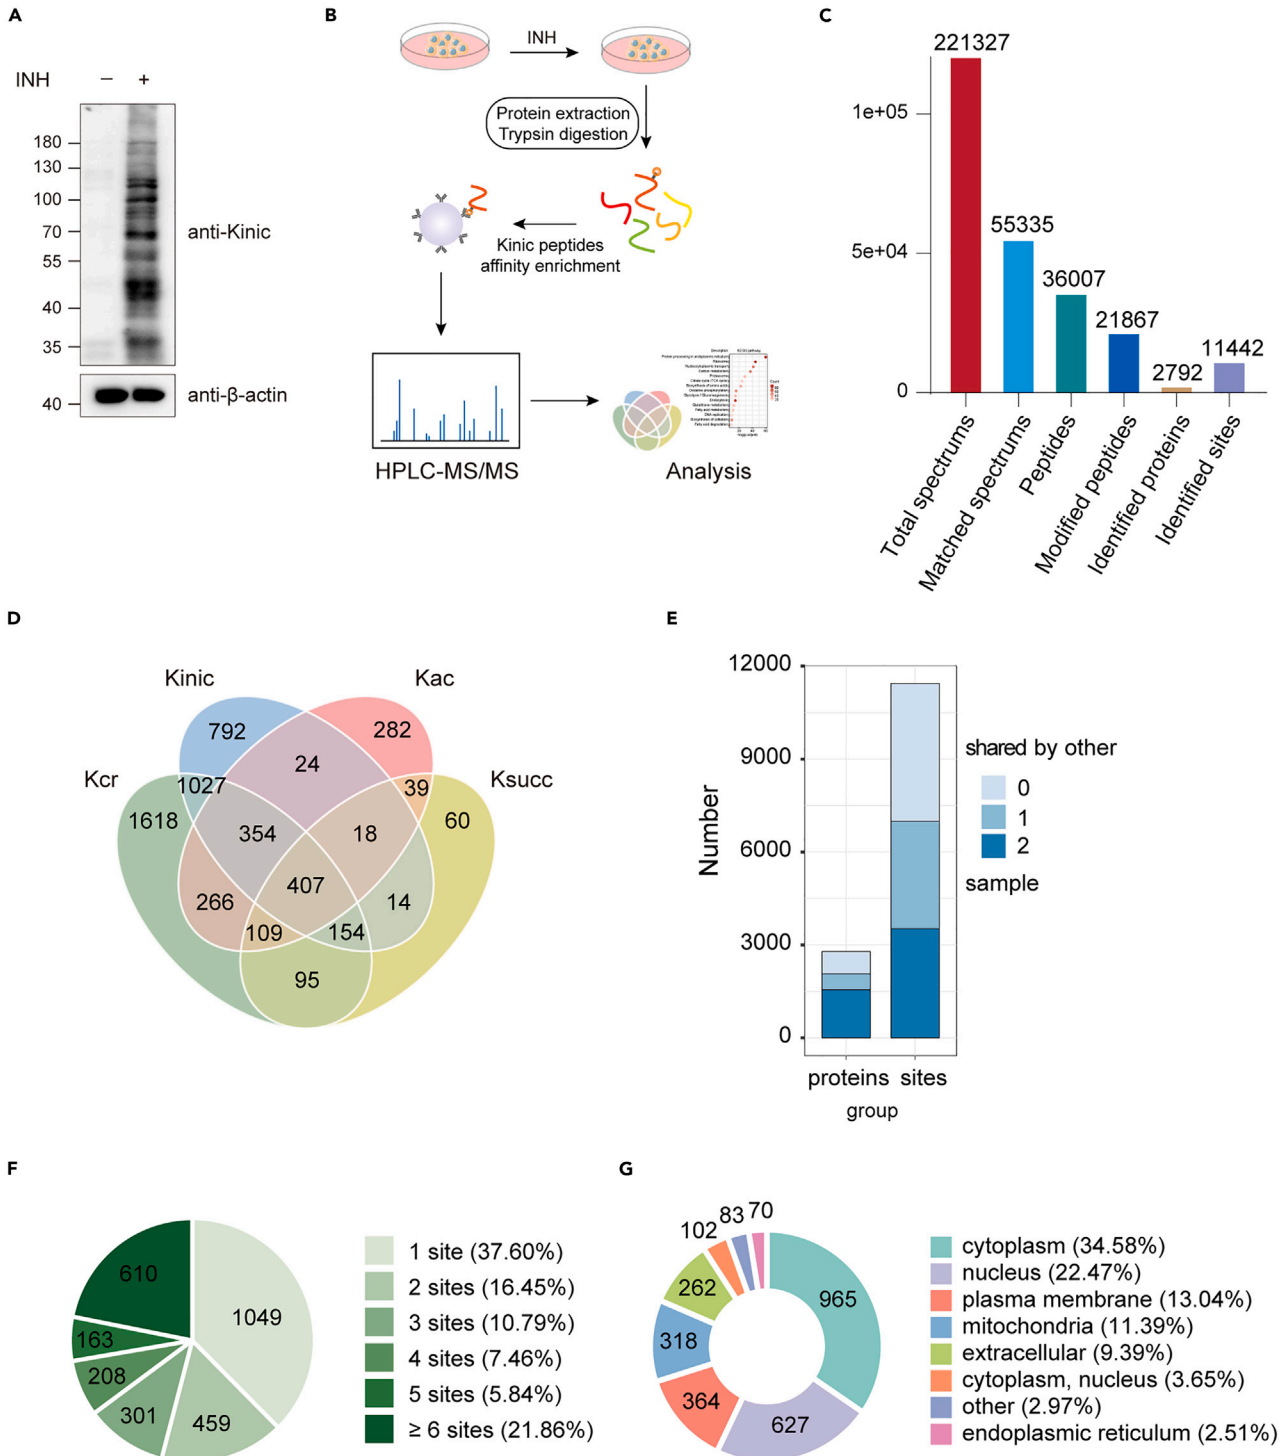 A
INH
−
+
180
130
100
70
55
40
35
40
anti-Kinic
anti-β-actin
B
INH
Protein extraction
Trypsin digestion
Kinic peptides
affinity enrichment
HPLC-MS/MS
Analysis
C
221327
1e+05
55335
5e+04
36007
21867
11442
2792
0
Total spectrums
Matched spectrums
Peptides
Modified peptides
Identified proteins
Identified sites
D
Kinic
Kac
Kcr
Ksucc
792
282
24
1027
39
1618
354
18
60
407
266
14
109
154
95
E
12000
9000
6000
3000
0
Number
proteins
sites
group
shared by other
0
1
2
sample
F
610
1049
163
208
301
459
1 site (37.60%)
2 sites (16.45%)
3 sites (10.79%)
4 sites (7.46%)
5 sites (5.84%)
≥ 6 sites (21.86%)
G
102
83
70
262
965
318
364
627
cytoplasm (34.58%)
nucleus (22.47%)
plasma membrane (13.04%)
mitochondria (11.39%)
extracellular (9.39%)
cytoplasm, nucleus (3.65%)
other (2.97%)
endoplasmic reticulum (2.51%)